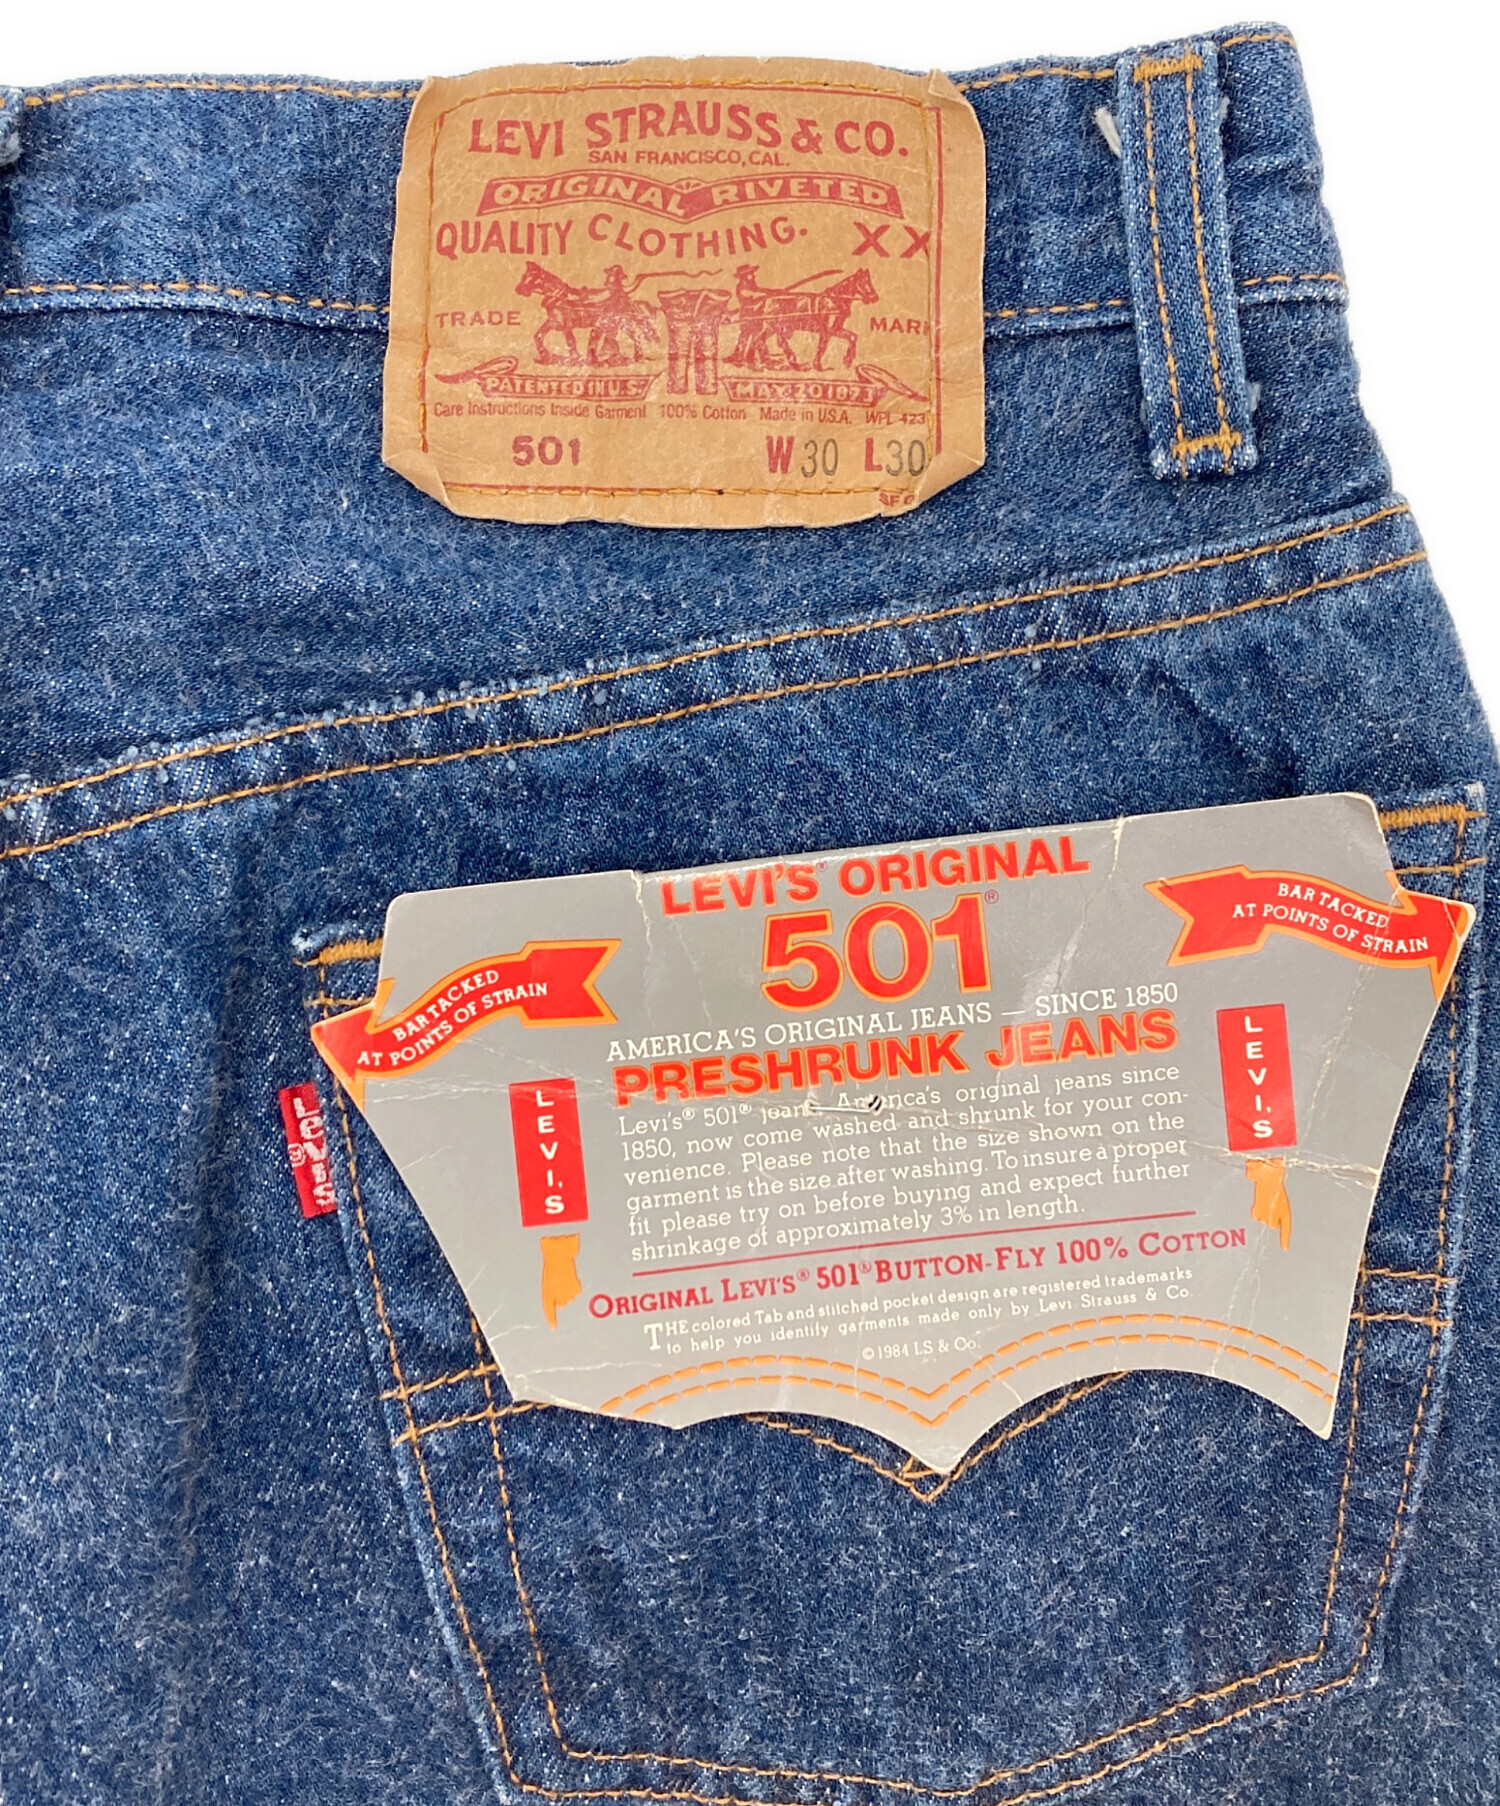 LEVI STRAUSS & CO.
SAN FRANCISCO, CAL.
ORIGINAL RIVETED
QUALITY CLOTHING. XX
TRADE MARK
PATENTED IN U.S. MAY 20 1873
Care Instructions Inside Garment 100% Cotton Made in U.S.A. WPL 423
501 W30 L30
LEVI'S® ORIGINAL
501®
AMERICA'S ORIGINAL JEANS — SINCE 1850
PRESHRUNK JEANS
BAR TACKED
AT POINTS OF STRAIN
BAR TACKED
AT POINTS OF STRAIN
LEVI'S
LEVI'S
Levi's® 501® jeans, America's original jeans since
1850, now come washed and shrunk for your con-
venience. Please note that the size shown on the
garment is the size after washing. To insure a proper
fit please try on before buying and expect further
shrinkage of approximately 3% in length.
ORIGINAL LEVI'S® 501® BUTTON-FLY 100% COTTON
THE colored Tab and stitched pocket design are registered trademarks
to help you identify garments made only by Levi Strauss & Co.
© 1984 LS & Co.
LeVI'S
®